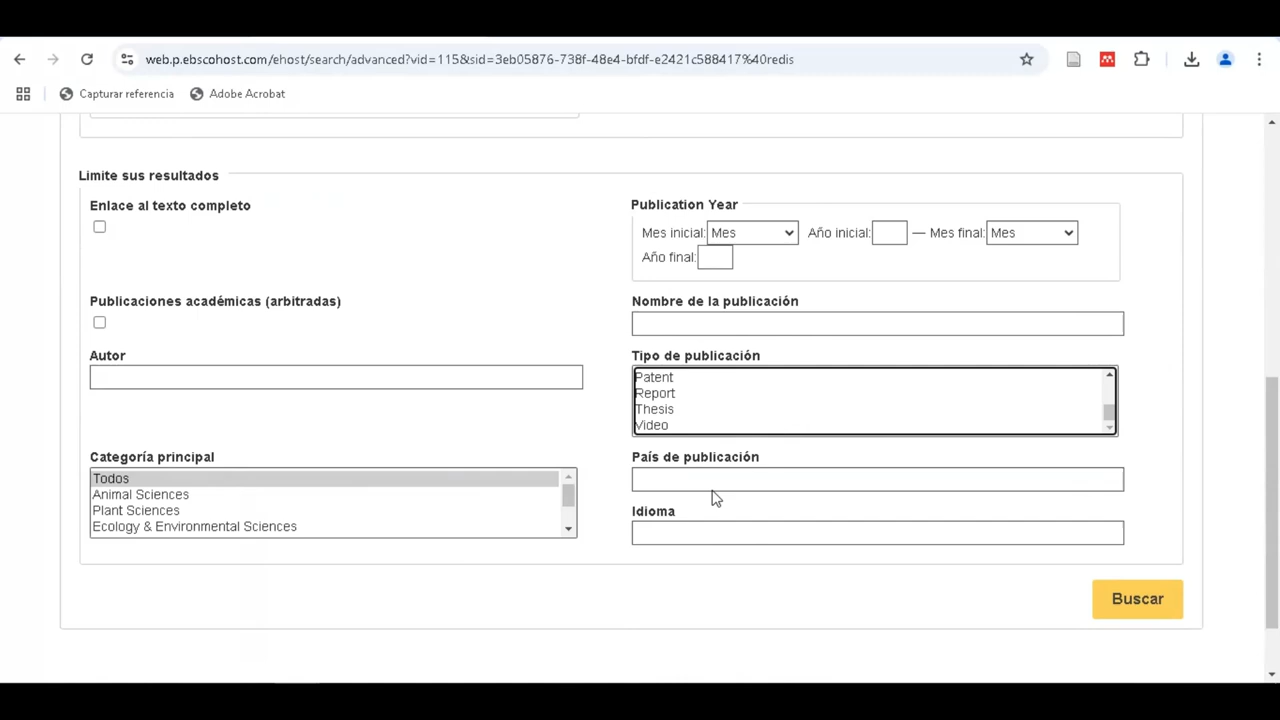 web.p.ebscohost.com/ehost/search/advanced?vid=115&sid=3eb05876-738f-48e4-bfdf-e2421c588417%40redis
Capturar referencia
Adobe Acrobat
Limite sus resultados
Enlace al texto completo
Publication Year
Mes inicial: Mes Año inicial: — Mes final: Mes
Año final:
Publicaciones académicas (arbitradas)
Nombre de la publicación
Autor
Tipo de publicación
Patent
Report
Thesis
Video
Categoría principal
Todos
Animal Sciences
Plant Sciences
Ecology & Environmental Sciences
País de publicación
Idioma
Buscar